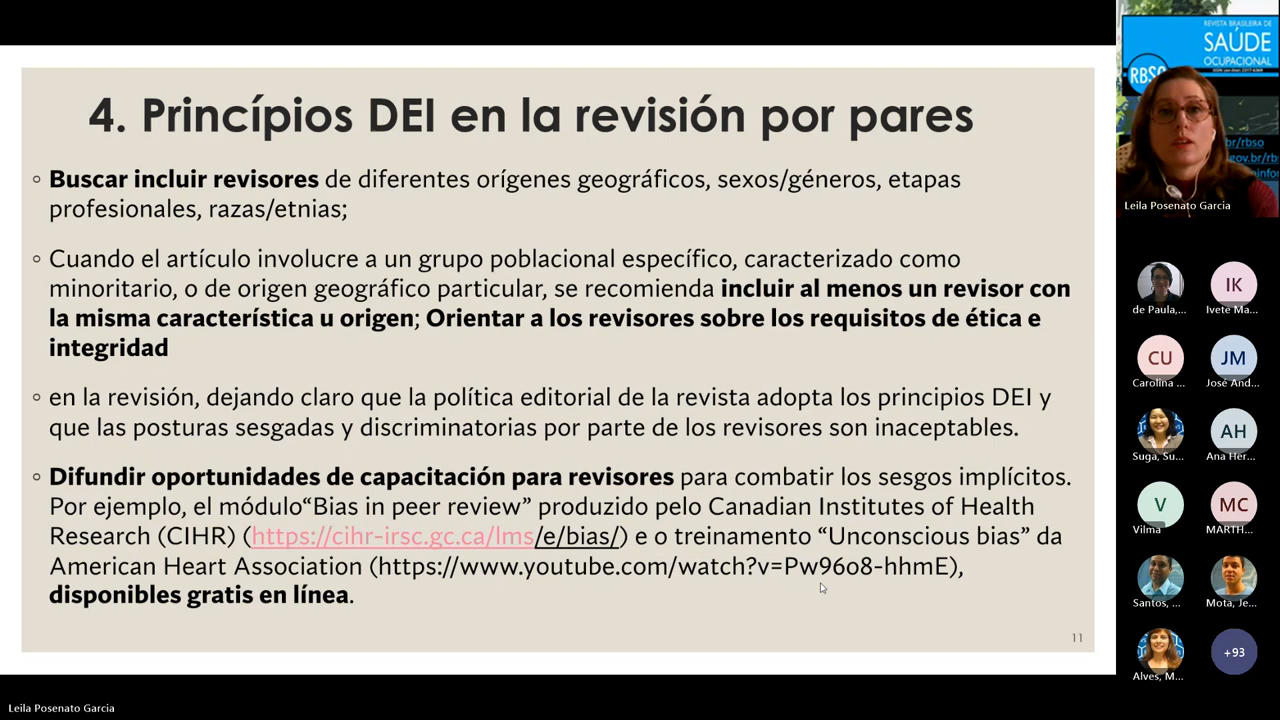 4. Princípios DEI en la revisión por pares
Buscar incluir revisores de diferentes orígenes geográficos, sexos/géneros, etapas
profesionales, razas/etnias;
Cuando el artículo involucre a un grupo poblacional específico, caracterizado como
minoritario, o de origen geográfico particular, se recomienda incluir al menos un revisor con
la misma característica u origen; Orientar a los revisores sobre los requisitos de ética e
integridad
en la revisión, dejando claro que la política editorial de la revista adopta los principios DEI y
que las posturas sesgadas y discriminatorias por parte de los revisores son inaceptables.
Difundir oportunidades de capacitación para revisores para combatir los sesgos implícitos.
Por ejemplo, el módulo“Bias in peer review” produzido pelo Canadian Institutes of Health
Research (CIHR) (https://cihr-irsc.gc.ca/lms/e/bias/) e o treinamento “Unconscious bias” da
American Heart Association (https://www.youtube.com/watch?v=Pw96o8-hhmE),
disponibles gratis en línea.
11
REVISTA BRASILEIRA DE
SAÚDE
OCUPACIONAL
RBSO
br/rbso
gov.br/rbs
Leila Posenato Garcia
de Paula,...
IK
Ivete Ma...
CU
Carolina ...
JM
José And...
Suga, Su...
AH
Ana Her...
V
Vilma
MC
MARTH...
Santos, ...
Mota, Je...
Alves, M...
+93
Leila Posenato Garcia